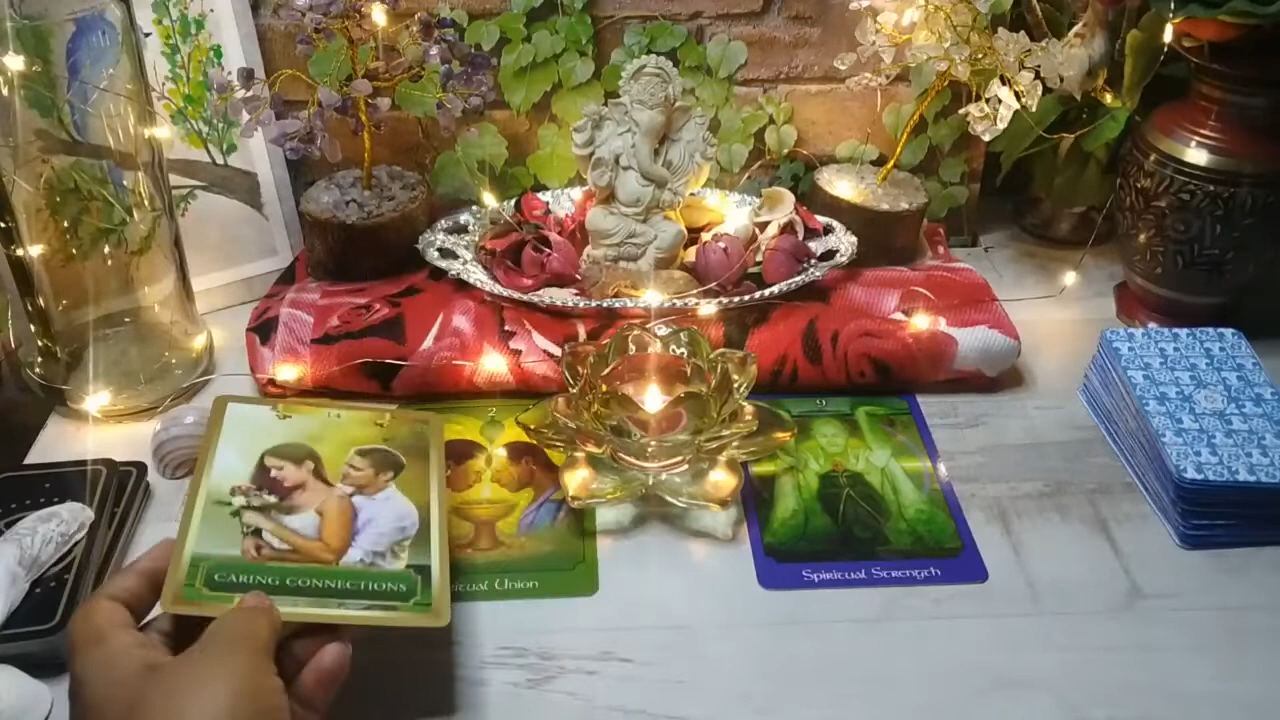 14
CARING CONNECTIONS
2
itual Union
9
Spiritual Strength